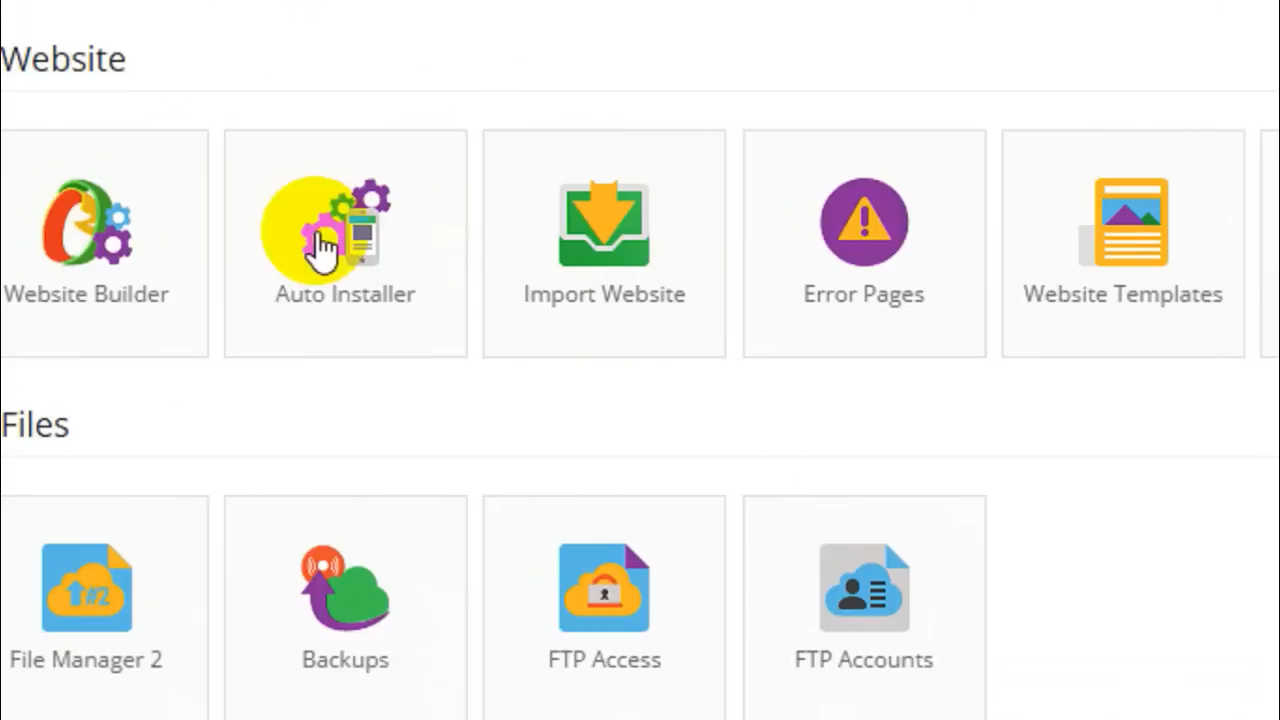 Website
Website Builder
Auto Installer
Import Website
Error Pages
Website Templates
Files
#2
File Manager 2
Backups
FTP Access
FTP Accounts